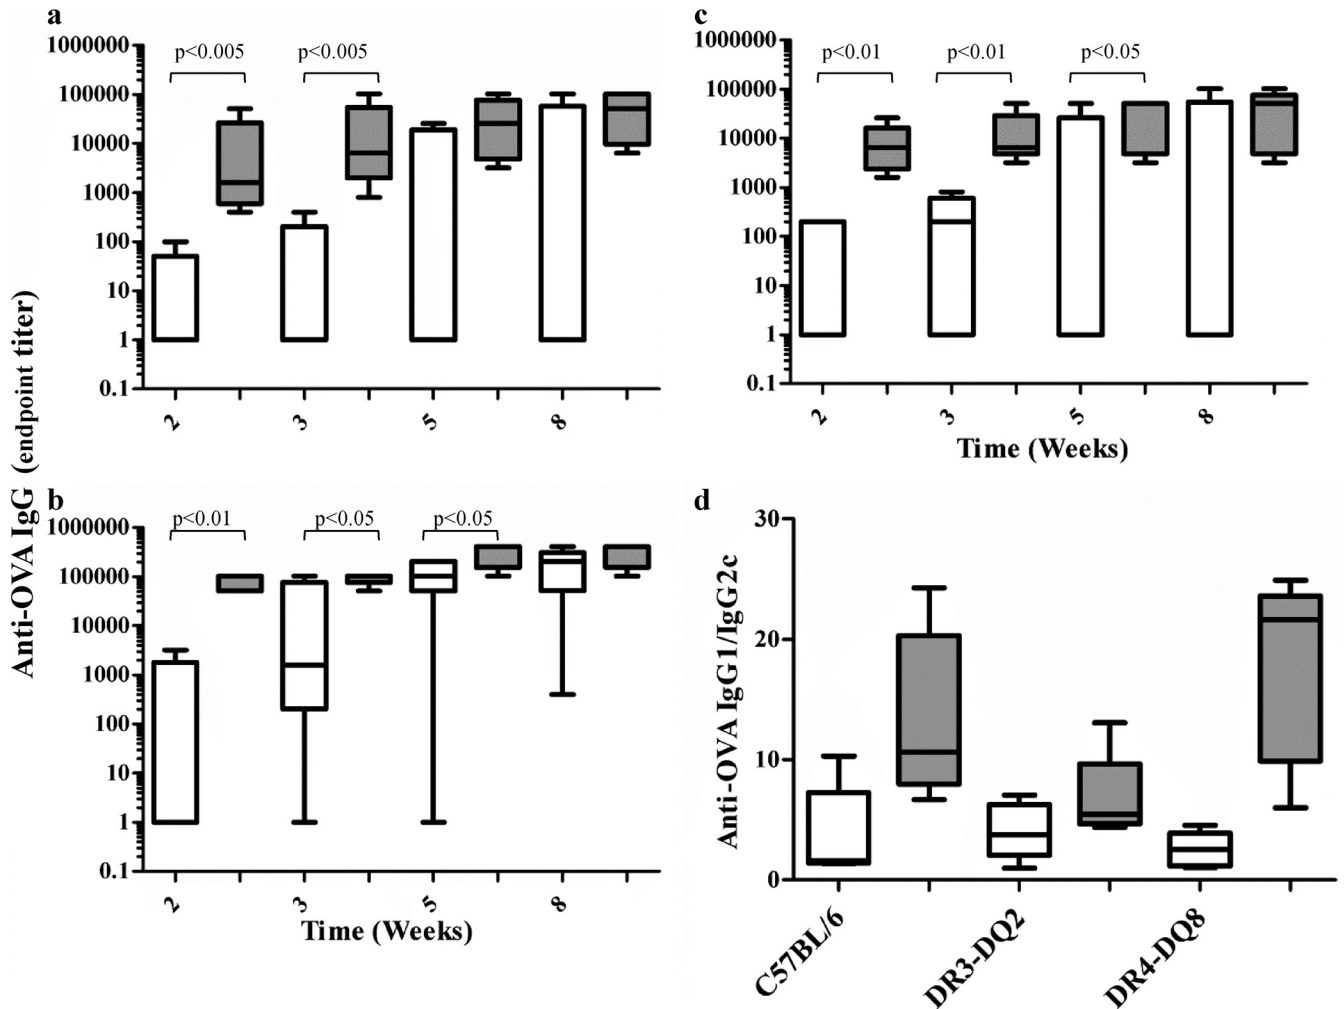 a
p<0.005
p<0.005
1000000
100000
10000
1000
100
10
1
0.1
2
3
5
8
Anti-OVA IgG (endpoint titer)
b
p<0.01
p<0.05
p<0.05
1000000
100000
10000
1000
100
10
1
0.1
2
3
5
8
Time (Weeks)
c
p<0.01
p<0.01
p<0.05
1000000
100000
10000
1000
100
10
1
0.1
2
3
5
8
Time (Weeks)
d
30
20
10
0
Anti-OVA IgG1/IgG2c
C57BL/6
DR3-DQ2
DR4-DQ8